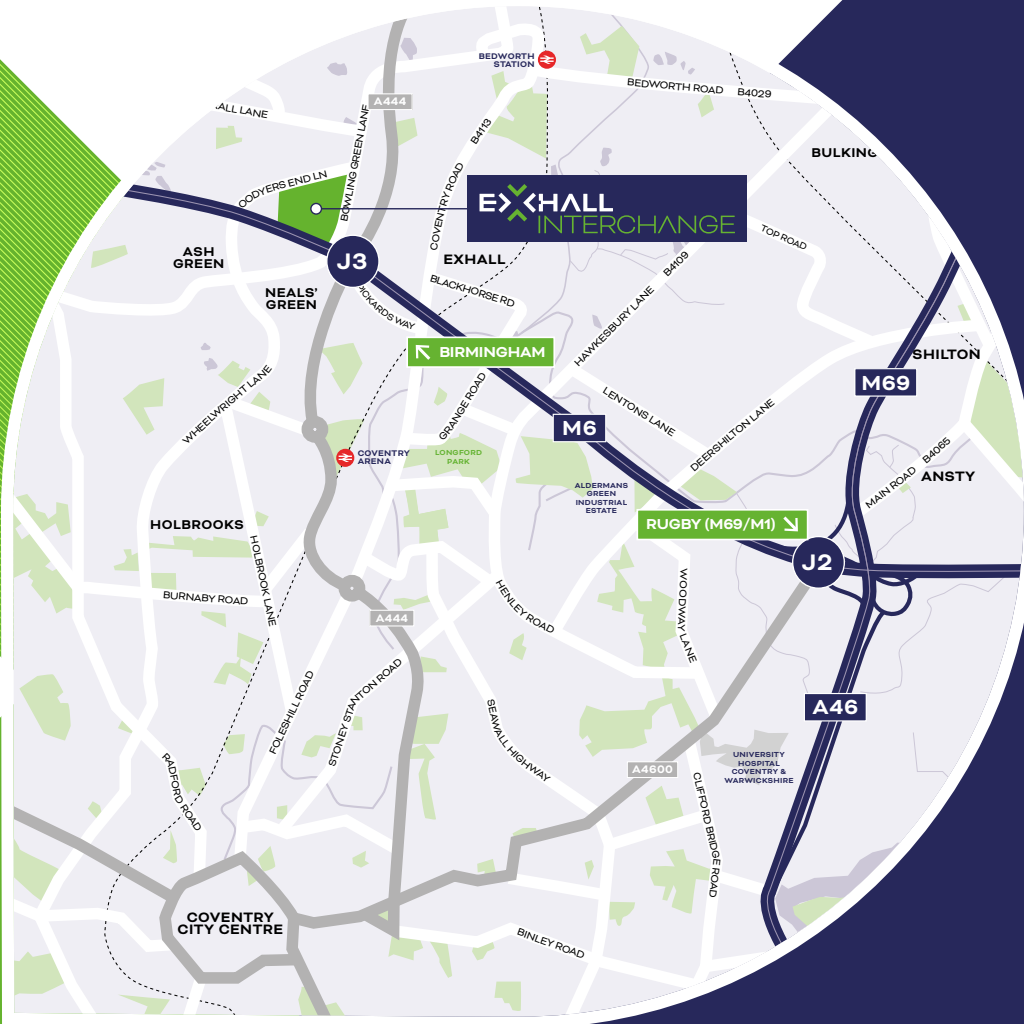 BEDWORTH
STATION
BEDWORTH ROAD
B4029
A444
ALL LANE
BULKING
B4113
COVENTRY ROAD
BOWLING GREEN LANE
OODYERS END LN
EXHALL
INTERCHANGE
TOP ROAD
ASH
GREEN
J3
EXHALL
B4109
NEALS'
GREEN
BLACKHORSE RD
ICKARDS WAY
HAWKESBURY LANE
BIRMINGHAM
SHILTON
M69
WHEELWRIGHT LANE
GRANGE ROAD
LENTONS LANE
M6
DEERSHILTON LANE
COVENTRY
ARENA
LONGFORD
PARK
MAIN ROAD
B4065
ANSTY
ALDERMANS
GREEN
INDUSTRIAL
ESTATE
HOLBROOKS
RUGBY (M69/M1)
J2
HOLBROOK LANE
BURNABY ROAD
A444
HENLEY ROAD
WOODWAY LANE
FOLESHILL ROAD
STONEY STANTON ROAD
SEAWALL HIGHWAY
A46
UNIVERSITY
HOSPITAL
COVENTRY &
WARWICKSHIRE
A4600
RADFORD ROAD
CLIFFORD BRIDGE ROAD
COVENTRY
CITY CENTRE
BINLEY ROAD